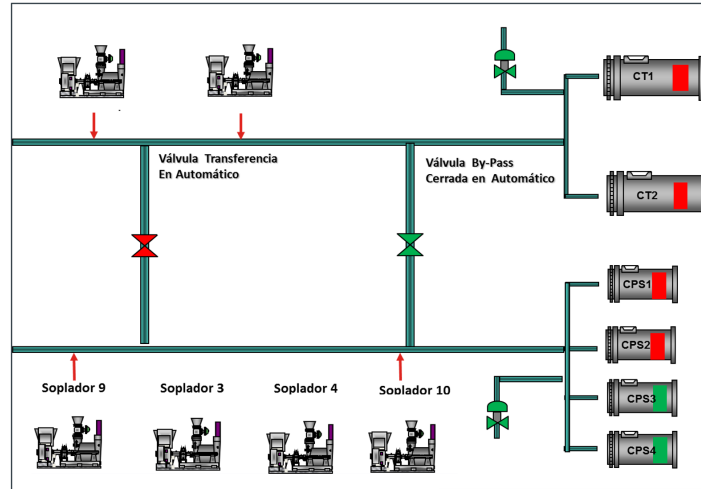 CT1
Válvula Transferencia
En Automático
Válvula By-Pass
Cerrada en Automático
CT2
CPS1
CPS2
Soplador 9
Soplador 3
Soplador 4
Soplador 10
CPS3
CPS4